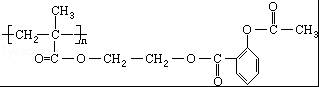 CH₃
O
[CH₂—C]ₙ
O—C—CH₃
O=C—O—CH₂—CH₂—O—C
O